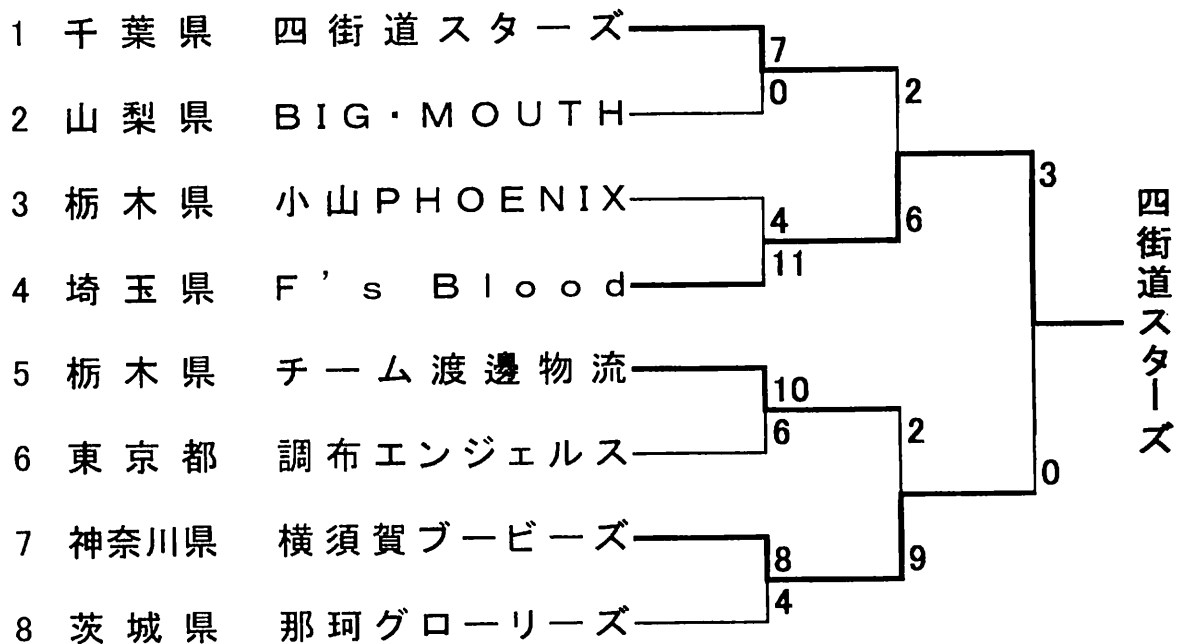 1 千葉県 四街道スターズ
7
0
2 山梨県 BIG・MOUTH
2
3
3 栃木県 小山PHOENIX
4
11
6
4 埼玉県 F's Blood
四街道スターズ
5 栃木県 チーム渡邊物流
10
6
6 東京都 調布エンジェルス
2
0
7 神奈川県 横須賀ブービーズ
8
4
9
8 茨城県 那珂グローリーズ